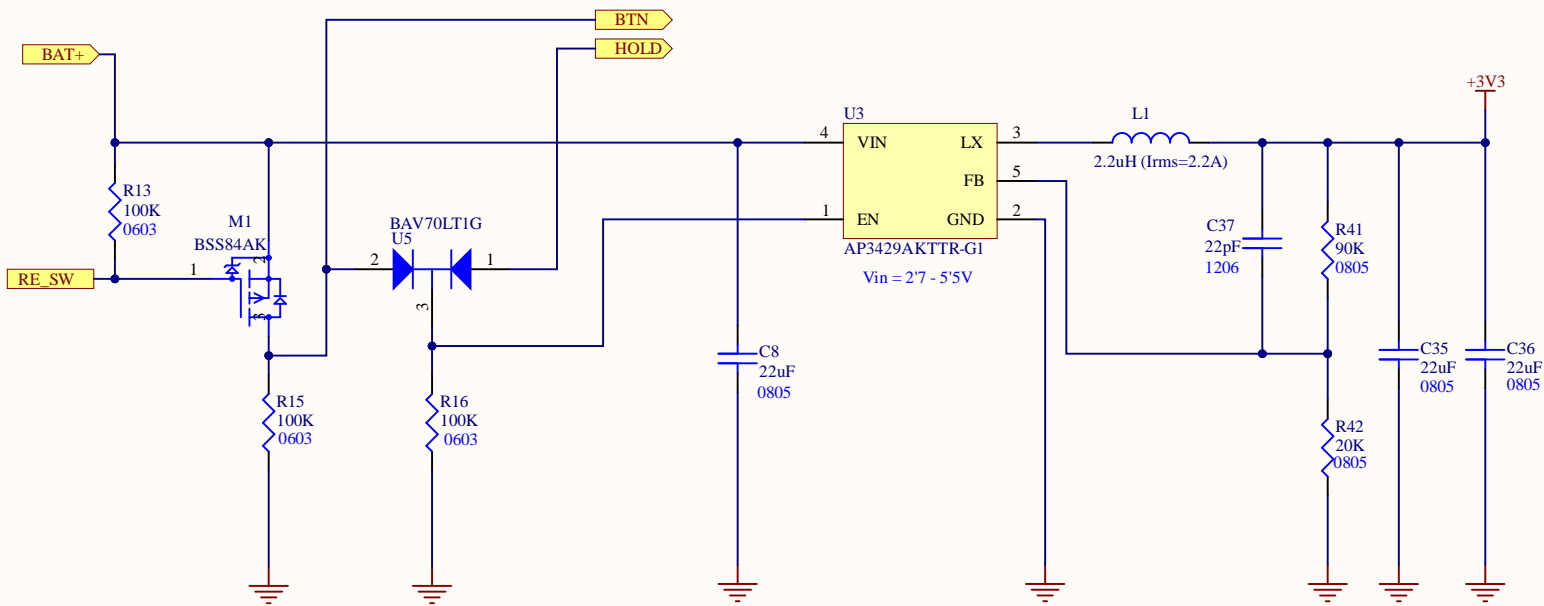 BTN
HOLD
BAT+
+3V3
U3
L1
4
VIN
LX
3
2.2uH (Irms=2.2A)
FB
5
1
EN
GND
2
AP3429AKTTR-G1
Vin = 2'7 - 5'5V
R13
100K
0603
M1
BSS84AK
2
1
3
RE_SW
BAV70LT1G
U5
2
1
3
C37
22pF
1206
R41
90K
0805
C8
22uF
0805
C35
22uF
0805
C36
22uF
0805
R15
100K
0603
R16
100K
0603
R42
20K
0805